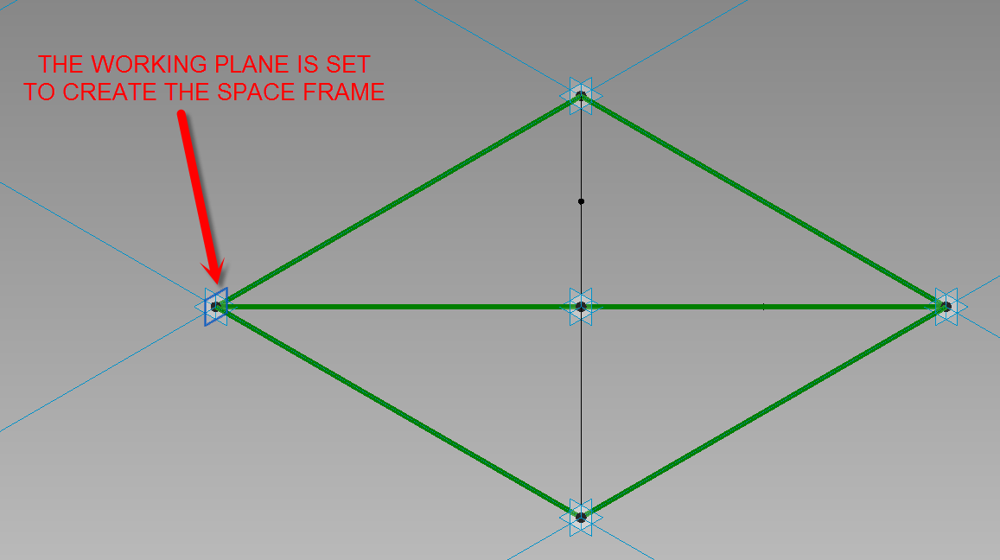 THE WORKING PLANE IS SET
TO CREATE THE SPACE FRAME